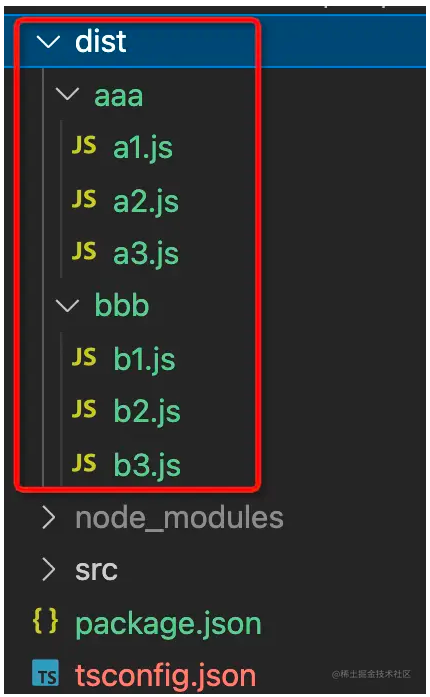 dist
aaa
JS a1.js
JS a2.js
JS a3.js
bbb
JS b1.js
JS b2.js
JS b3.js
node_modules
src
{} package.json
TS tsconfig.json
@稀土掘金技术社区